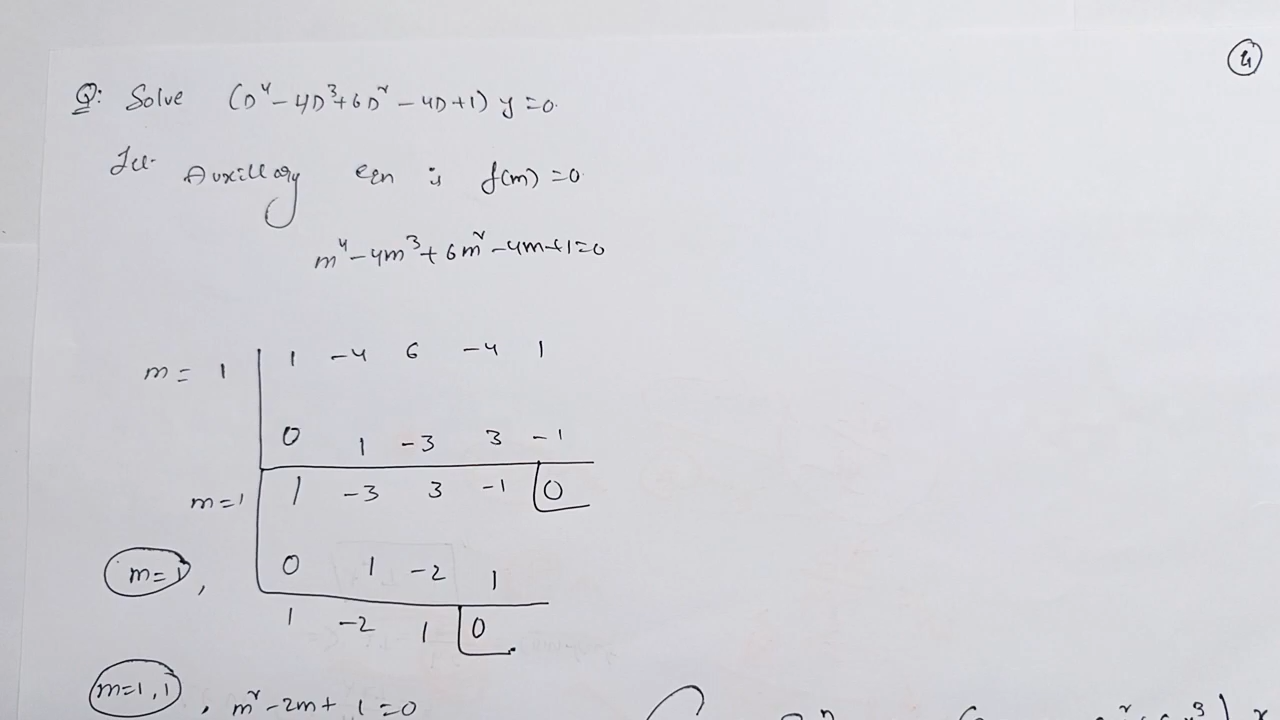 4
Q: Solve (D⁴-4D³+6D²-4D+1) y=0.
Auxillary eqn is f(m)=0
m⁴-4m³+6m²-4m+1=0
m= 1 1 -4 6 -4 1
0 1 -3 3 -1
m=1 1 -3 3 -1 0
m=1, 0 1 -2 1
1 -2 1 0
m=1,1, m²-2m+1=0